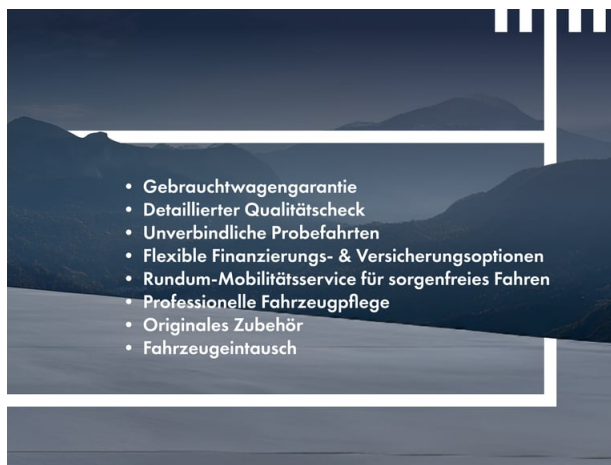 • Gebrauchtwagengarantie
• Detaillierter Qualitätscheck
• Unverbindliche Probefahrten
• Flexible Finanzierungs- & Versicherungsoptionen
• Rundum-Mobilitätsservice für sorgenfreies Fahren
• Professionelle Fahrzeugpflege
• Originales Zubehör
• Fahrzeugeintausch